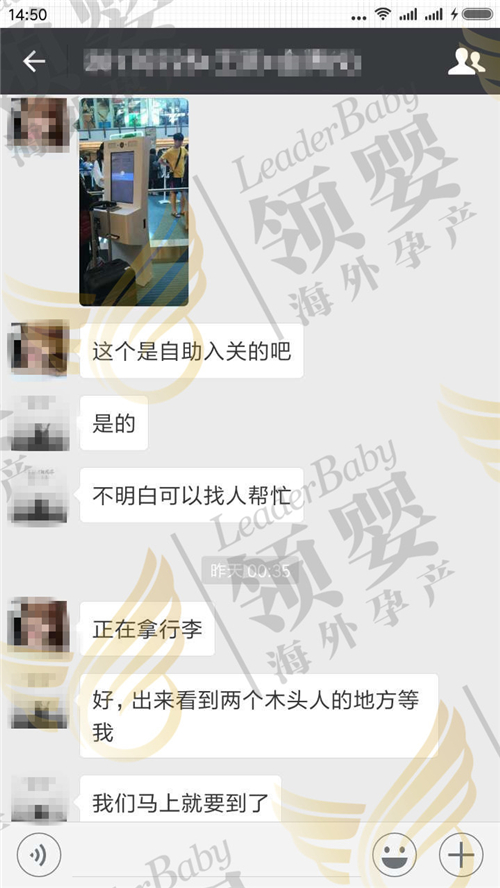 14:50
LeaderBaby
领婴
海外孕产
这个是自助入关的吧
是的
不明白可以找人帮忙
LeaderBaby
领婴
海外孕产
昨天 00:35
正在拿行李
好，出来看到两个木头人的地方等
我
我们马上就要到了
LeaderBaby